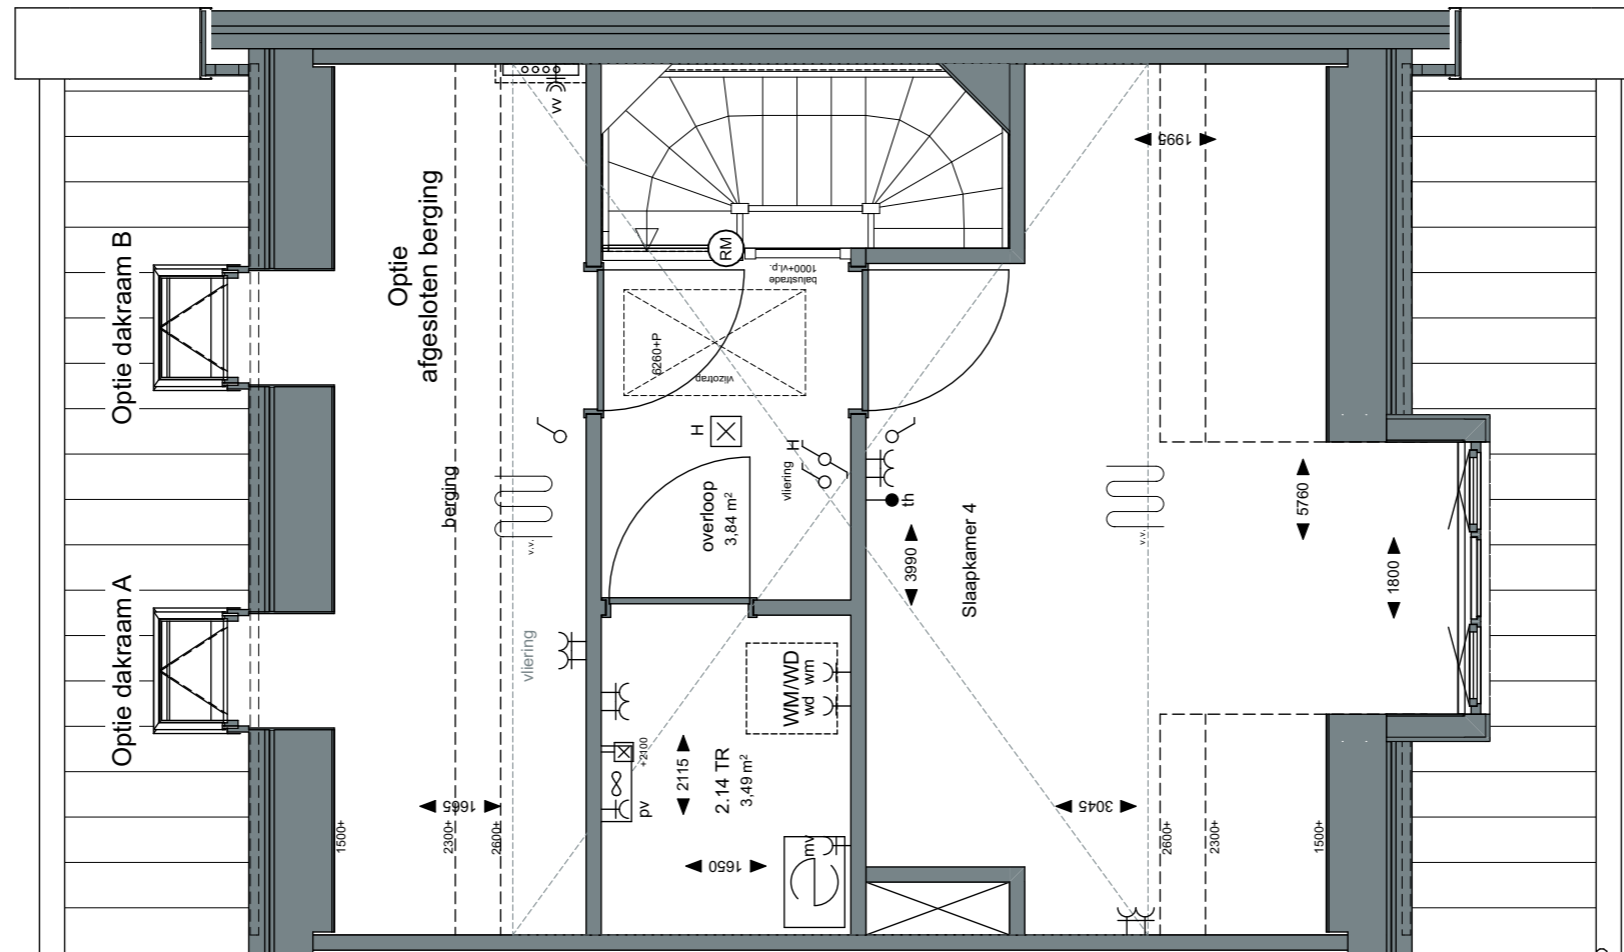 Optie dakraam B
Optie dakraam A
Optie
afgesloten berging
berging
v.v.
vliering
vv
1665
1500+
2300+
2600+
RM
balustrade
1000+vl.p.
6260+P
vlizotrap
H
H
vliering
overloop
3,84 m²
WM/WD
wd wm
+2100
pv
2115
2.14 TR
3,49 m²
1650
mv
th
3990
Slaapkamer 4
v.v.
1995
5760
1800
3045
2600+
2300+
1500+